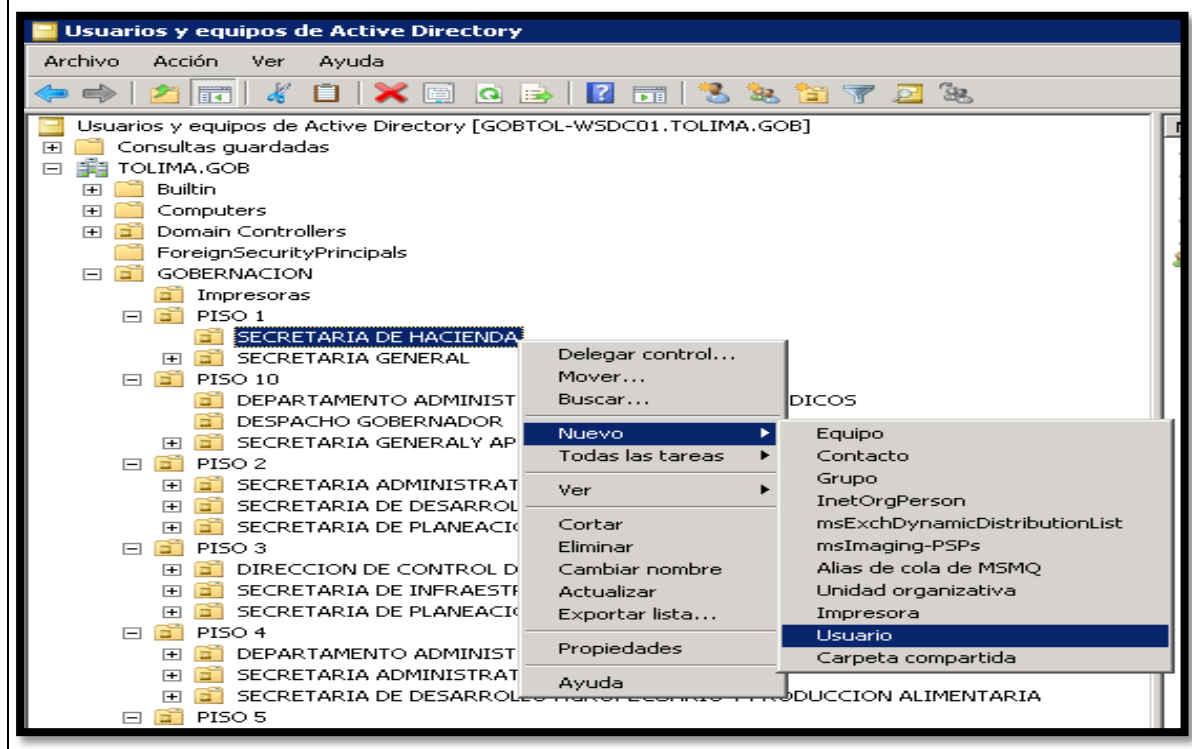 Usuarios y equipos de Active Directory
Archivo Acción Ver Ayuda
Usuarios y equipos de Active Directory [GOBTOL-WSDC01.TOLIMA.GOB]
Consultas guardadas
TOLIMA.GOB
Builtin
Computers
Domain Controllers
ForeignSecurityPrincipals
GOBERNACION
Impresoras
PISO 1
SECRETARIA DE HACIENDA
SECRETARIA GENERAL
PISO 10
DEPARTAMENTO ADMINIST DICOS
DESPACHO GOBERNADOR
SECRETARIA GENERALY AP
PISO 2
SECRETARIA ADMINISTRAT
SECRETARIA DE DESARROL
SECRETARIA DE PLANEACI
PISO 3
DIRECCION DE CONTROL D
SECRETARIA DE INFRAEST
SECRETARIA DE PLANEACI
PISO 4
DEPARTAMENTO ADMINIST
SECRETARIA ADMINISTRAT
SECRETARIA DE DESARROLLO AGROPECUARIO Y PRODUCCION ALIMENTARIA
PISO 5
Delegar control...
Mover...
Buscar...
Nuevo
Todas las tareas
Ver
Cortar
Eliminar
Cambiar nombre
Actualizar
Exportar lista...
Propiedades
Ayuda
Equipo
Contacto
Grupo
InetOrgPerson
msExchDynamicDistributionList
msImaging-PSPs
Alias de cola de MSMQ
Unidad organizativa
Impresora
Usuario
Carpeta compartida